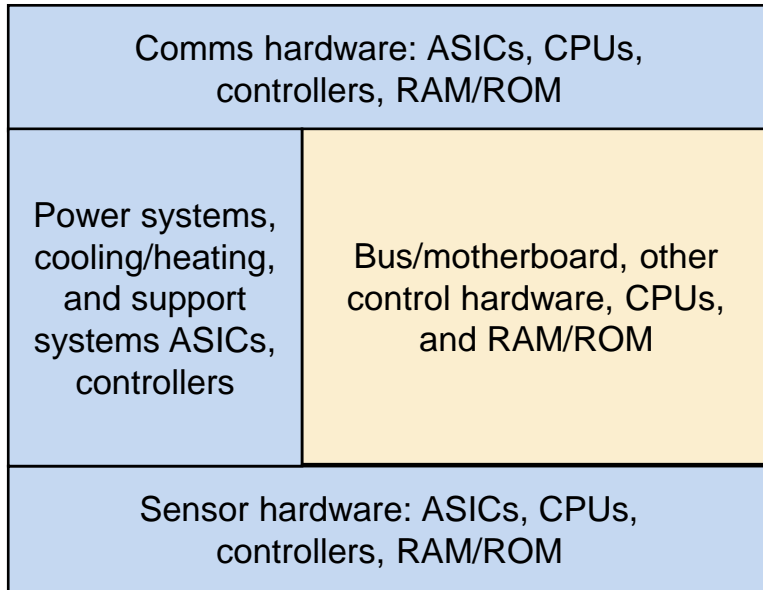 Comms hardware: ASICs, CPUs,
controllers, RAM/ROM
Power systems,
cooling/heating,
and support
systems ASICs,
controllers
Bus/motherboard, other
control hardware, CPUs,
and RAM/ROM
Sensor hardware: ASICs, CPUs,
controllers, RAM/ROM